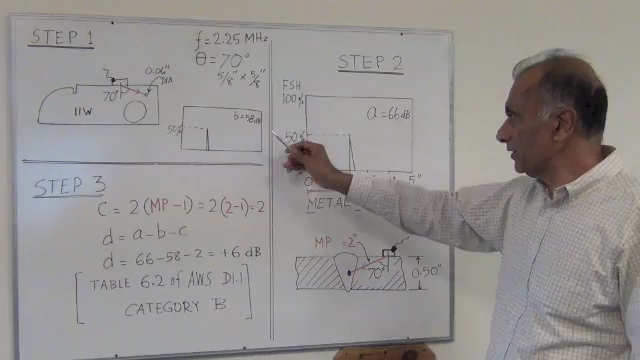 STEP 1
f = 2.25 MHz
θ = 70°
5/8" × 5/8"
0.06"
DIA
70°
IIW
b = 58 dB
50%
STEP 2
FSH
100%
a = 66 dB
50%
0
5"
METAL
MP = 2"
70°
0.50"
STEP 3
C = 2 (MP - 1) = 2 (2 - 1) = 2
d = a - b - c
d = 66 - 58 - 2 = +6 dB
[TABLE 6.2 of AWS D1.1
CATEGORY B]